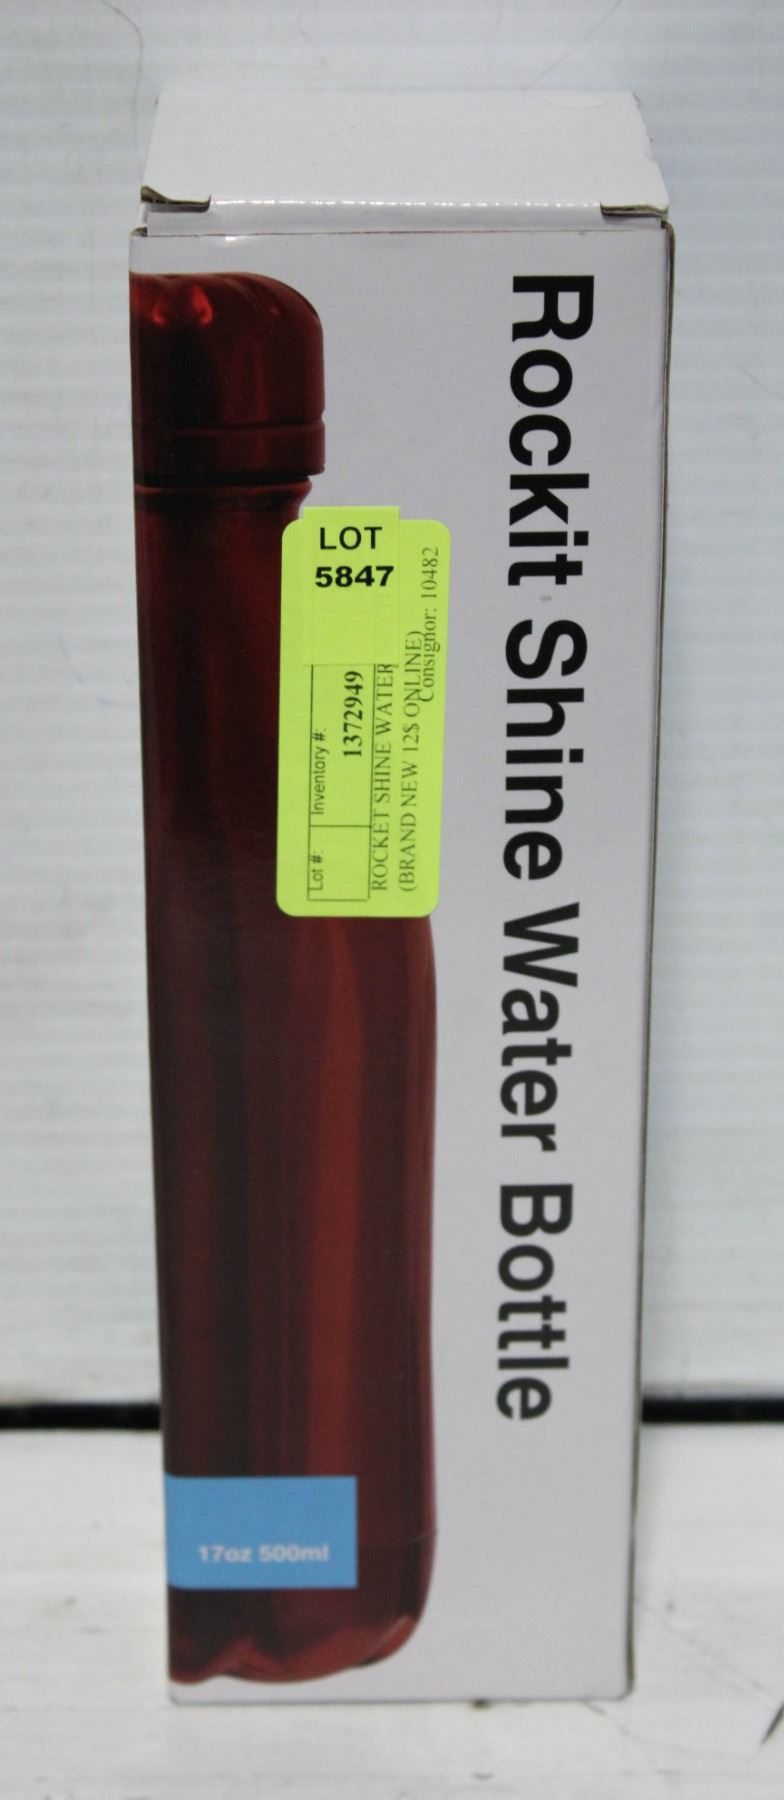 Rockit Shine Water Bottle
LOT
5847
Lot #:
Inventory #:
1372949
ROCKET SHINE WATER
(BRAND NEW 12$ ONLINE)
Consignor: 10482
17oz 500ml